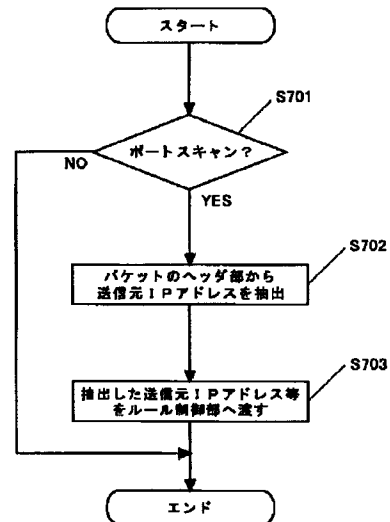 スタート
S701
ポートスキャン?
NO
YES
S702
パケットのヘッダ部から
送信元IPアドレスを抽出
S703
抽出した送信元IPアドレス等
をルール制御部へ渡す
エンド